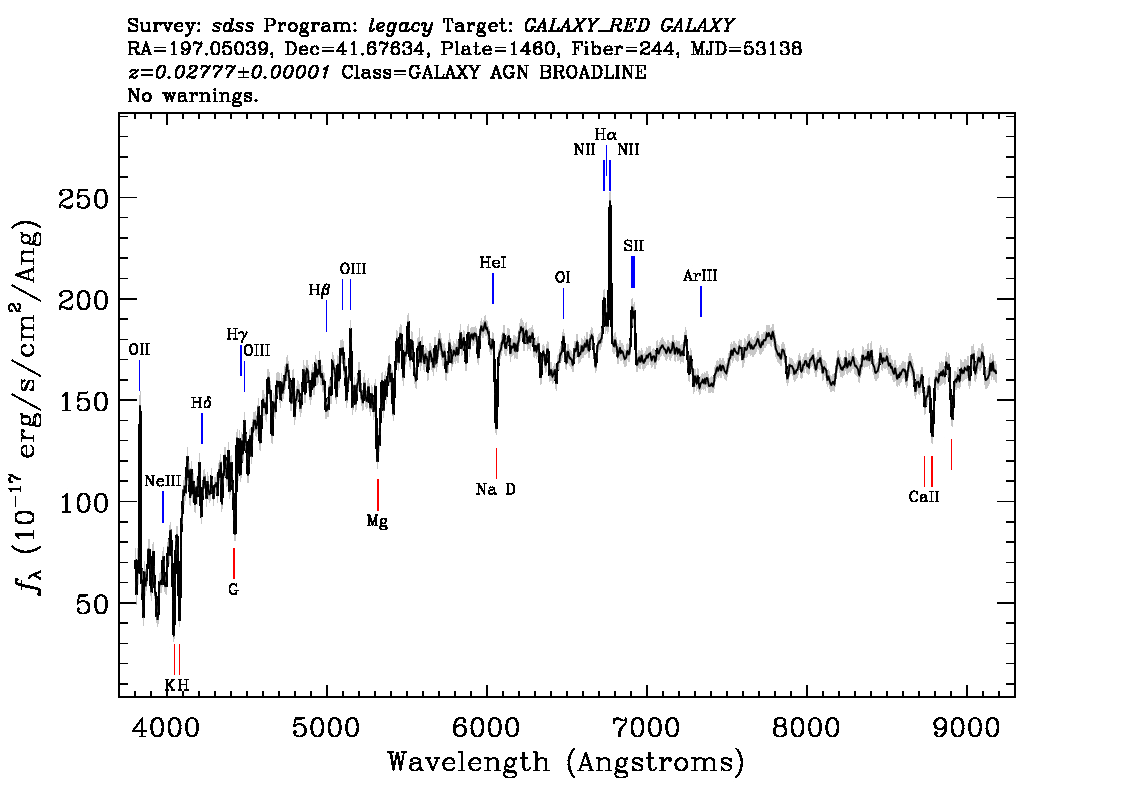 Survey: sdss Program: legacy Target: GALAXY_RED GALAXY
RA=197.05039, Dec=41.67634, Plate=1460, Fiber=244, MJD=53138
z=0.02777±0.00001 Class=GALAXY AGN BROADLINE
No warnings.
Hα
NII NII
SII
HeI
OIII
OI
ArIII
Hβ
Hγ
OII
OIII
Hδ
NeIII
Na D
CaII
Mg
G
K H
250
200
150
100
50
f_λ (10⁻¹⁷ erg/s/cm²/Ang)
4000 5000 6000 7000 8000 9000
Wavelength (Angstroms)